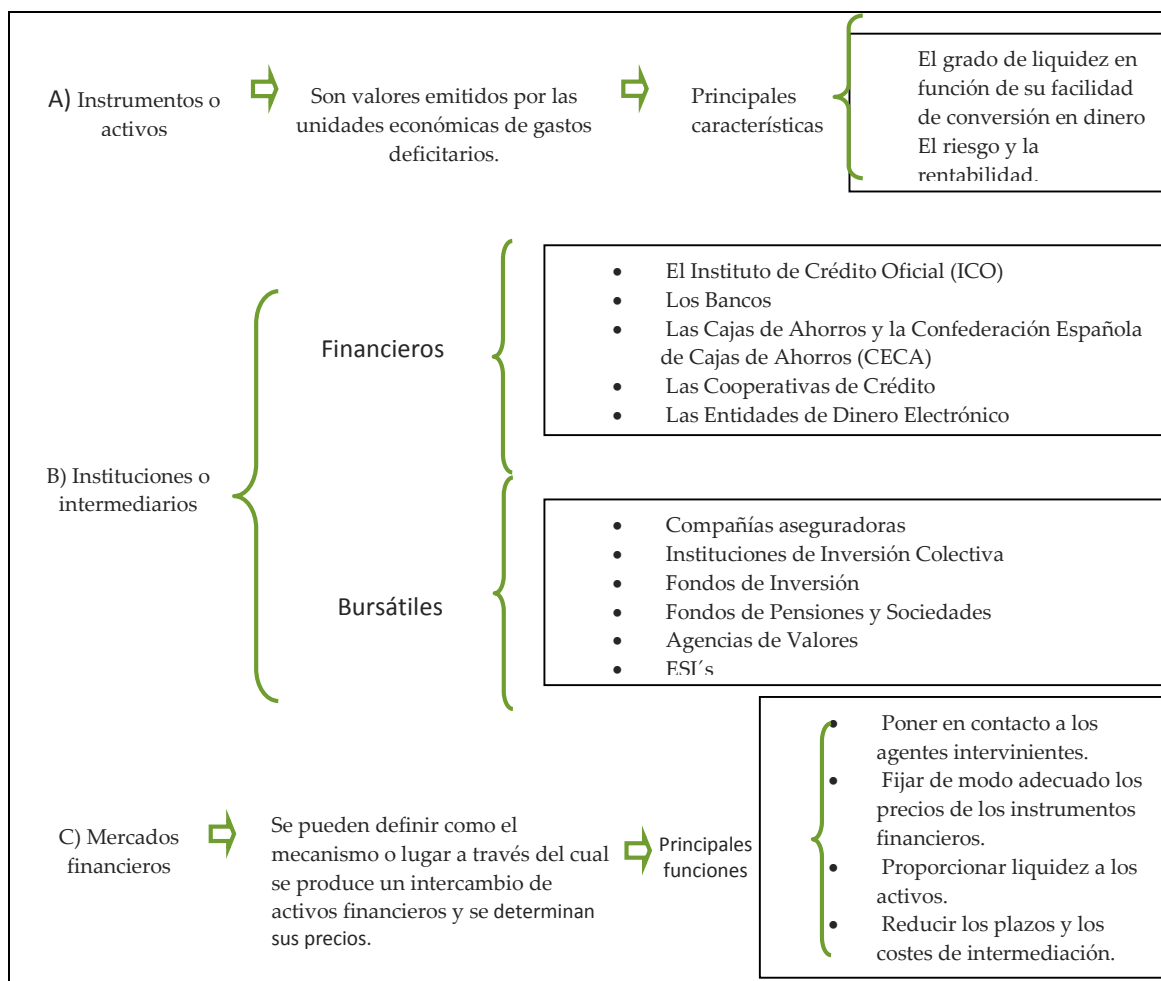 A) Instrumentos o
activos
Son valores emitidos por las
unidades económicas de gastos
deficitarios.
Principales
características
El grado de liquidez en
función de su facilidad
de conversión en dinero
El riesgo y la
rentabilidad.
B) Instituciones o
intermediarios
Financieros
• El Instituto de Crédito Oficial (ICO)
• Los Bancos
• Las Cajas de Ahorros y la Confederación Española
de Cajas de Ahorros (CECA)
• Las Cooperativas de Crédito
• Las Entidades de Dinero Electrónico
Bursátiles
• Compañías aseguradoras
• Instituciones de Inversión Colectiva
• Fondos de Inversión
• Fondos de Pensiones y Sociedades
• Agencias de Valores
• ESI´s
C) Mercados
financieros
Se pueden definir como el
mecanismo o lugar a través del cual
se produce un intercambio de
activos financieros y se determinan
sus precios.
Principales
funciones
• Poner en contacto a los
agentes intervinientes.
• Fijar de modo adecuado los
precios de los instrumentos
financieros.
• Proporcionar liquidez a los
activos.
• Reducir los plazos y los
costes de intermediación.